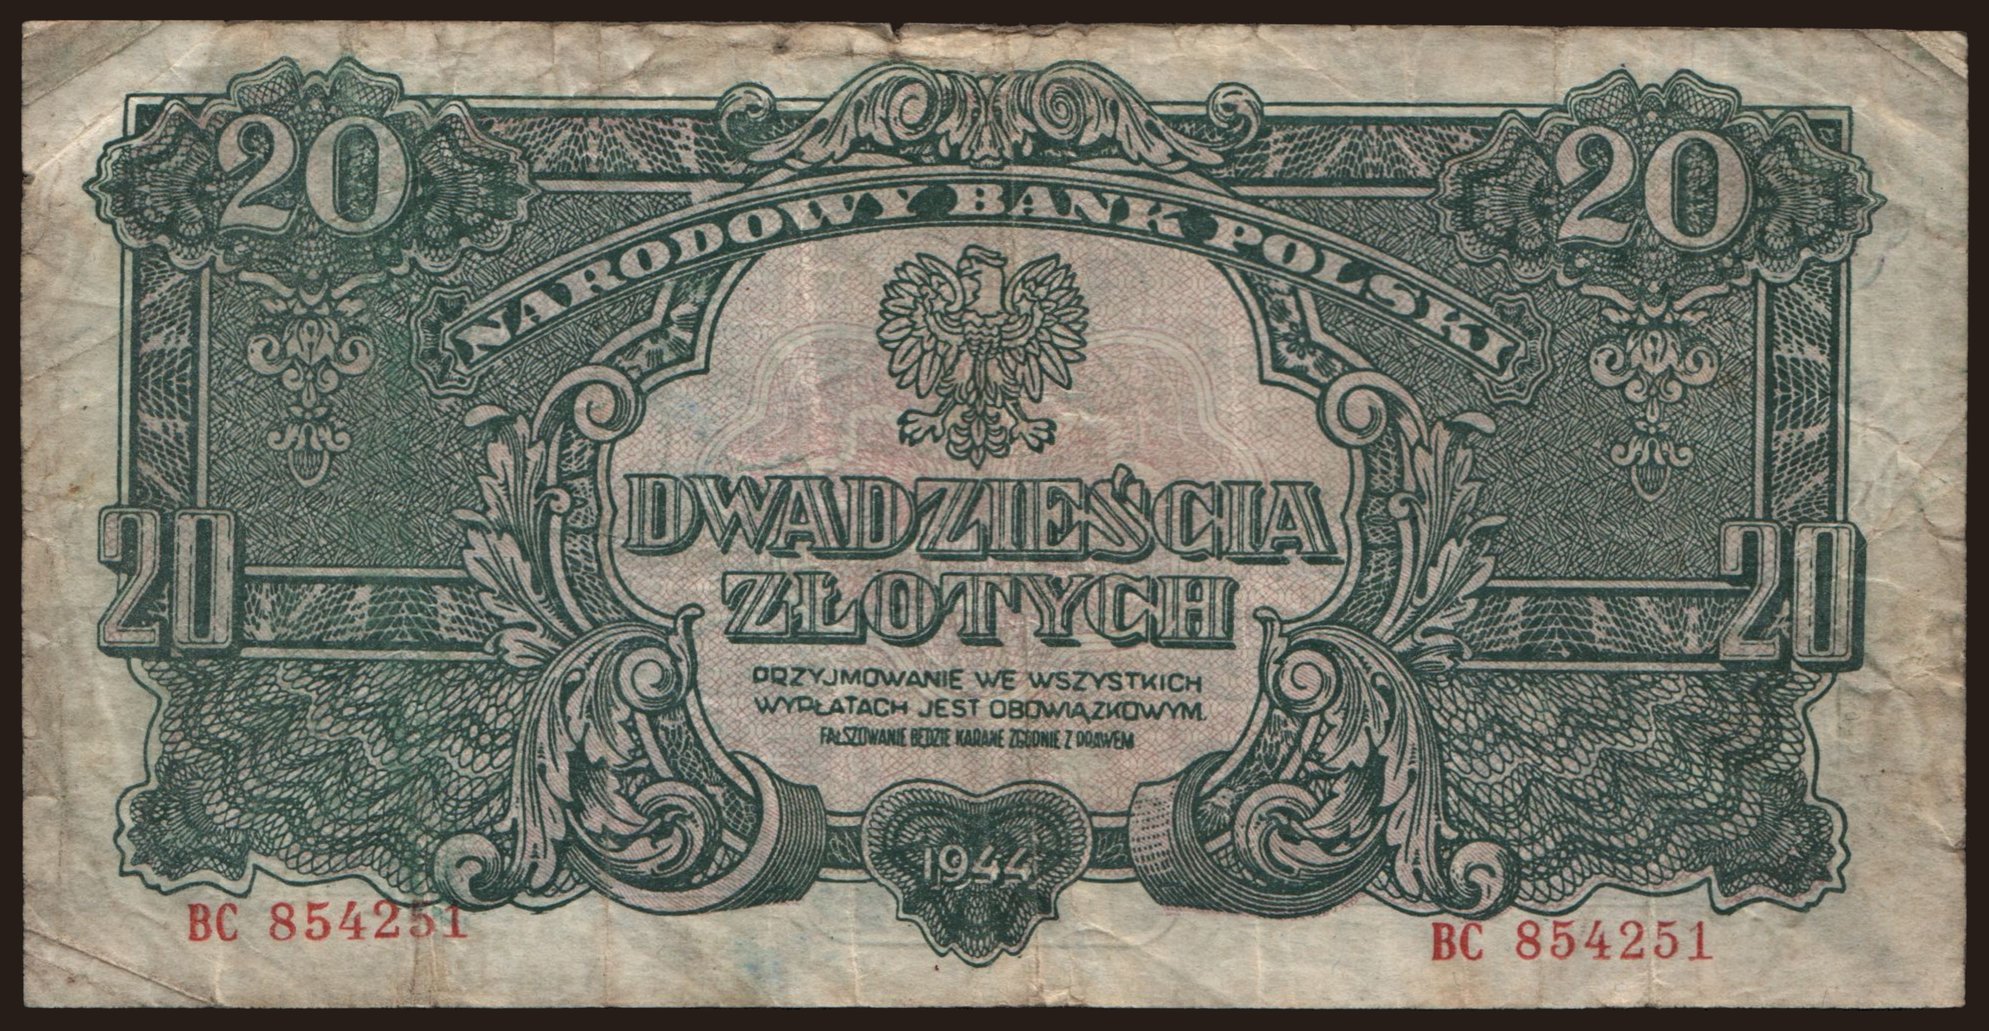 20 20
NARODOWY BANK POLSKI
DWADZIEŚCIA
ZŁOTYCH
20 20
PRZYJMOWANIE WE WSZYSTKICH
WYPŁATACH JEST OBOWIĄZKOWYM.
FAŁSZOWANIE BĘDZIE KARANE ZGODNIE Z PRAWEM
1944
BC 854251 BC 854251